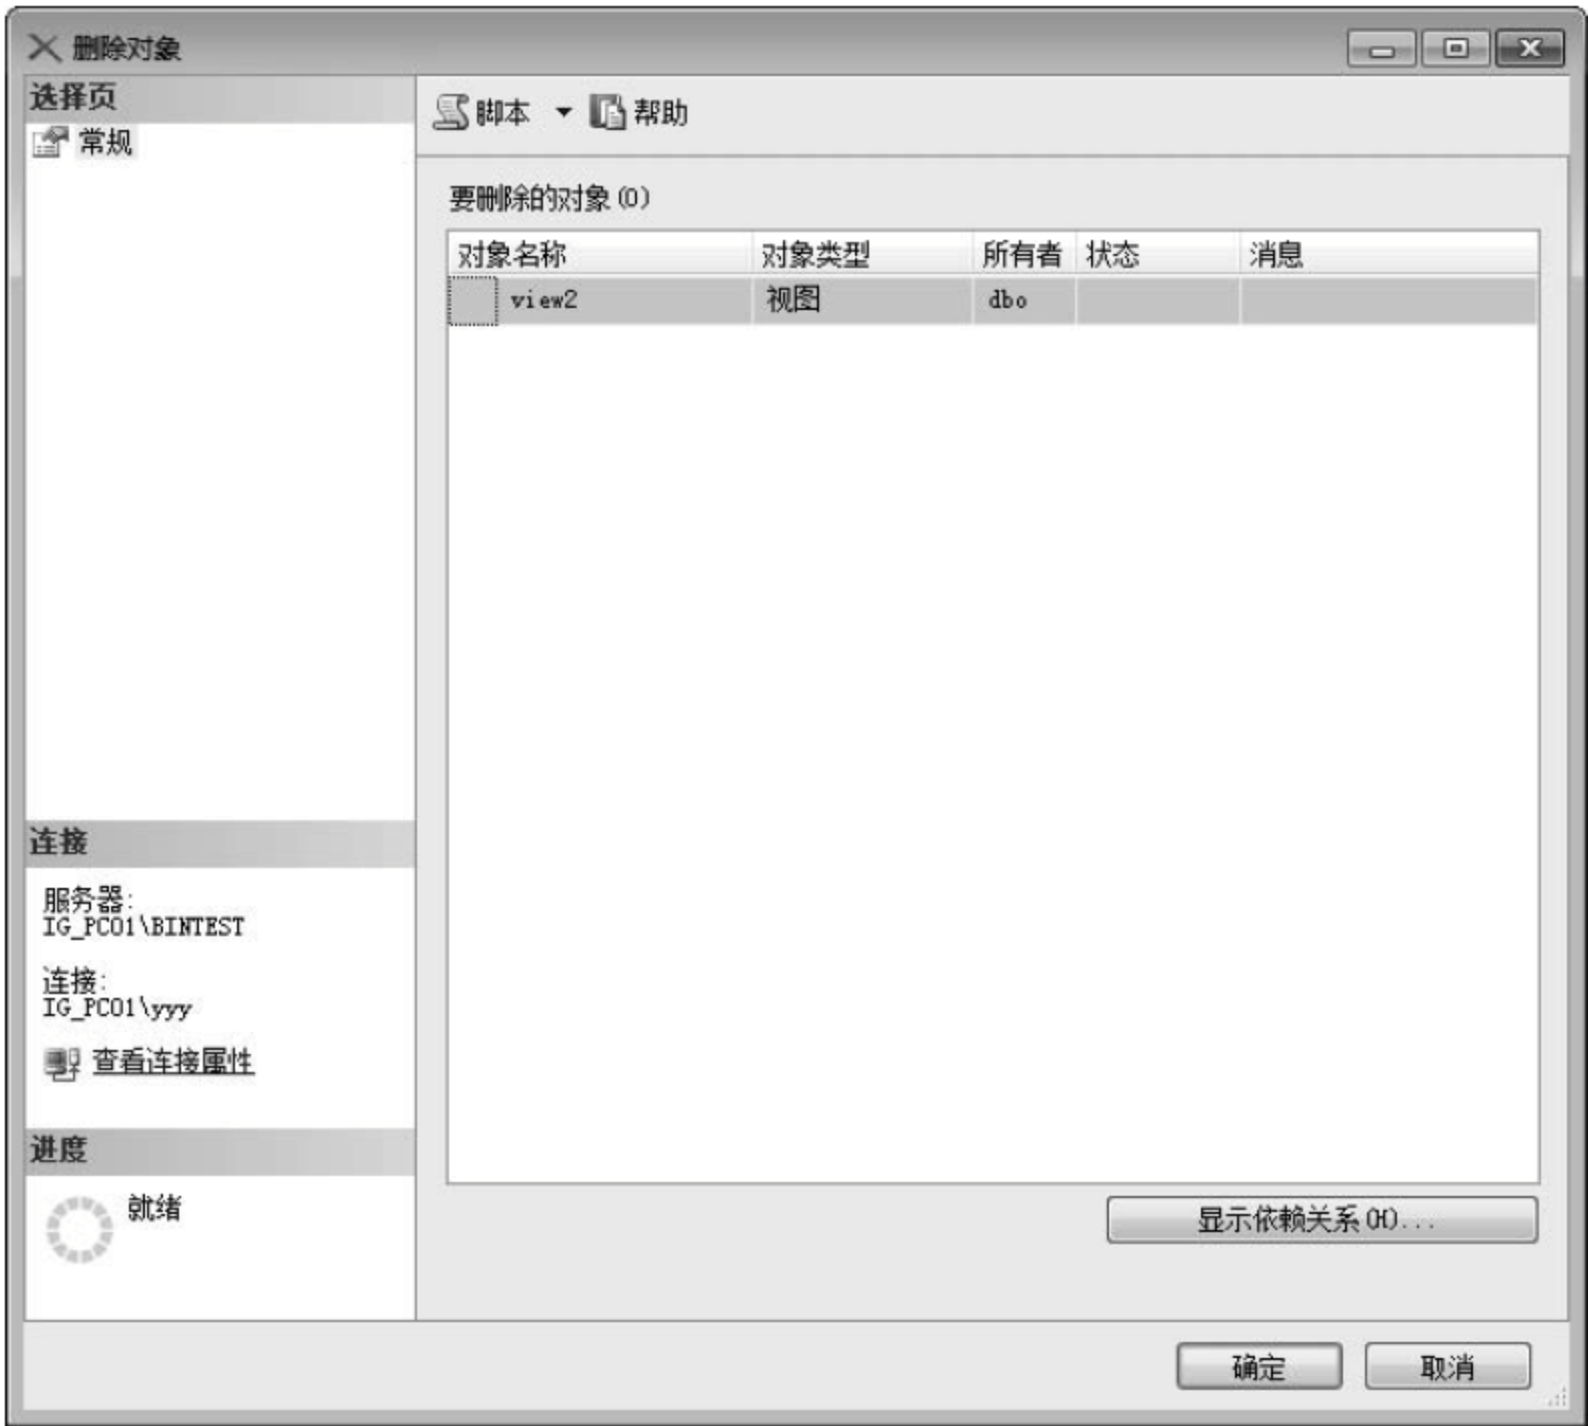 删除对象
选择页
常规
脚本 帮助
要删除的对象(O)
对象名称 对象类型 所有者 状态 消息
view2 视图 dbo
连接
服务器:
IG_PC01\BINTEST
连接:
IG_PC01\yyy
查看连接属性
进度
就绪
显示依赖关系(H)...
确定 取消